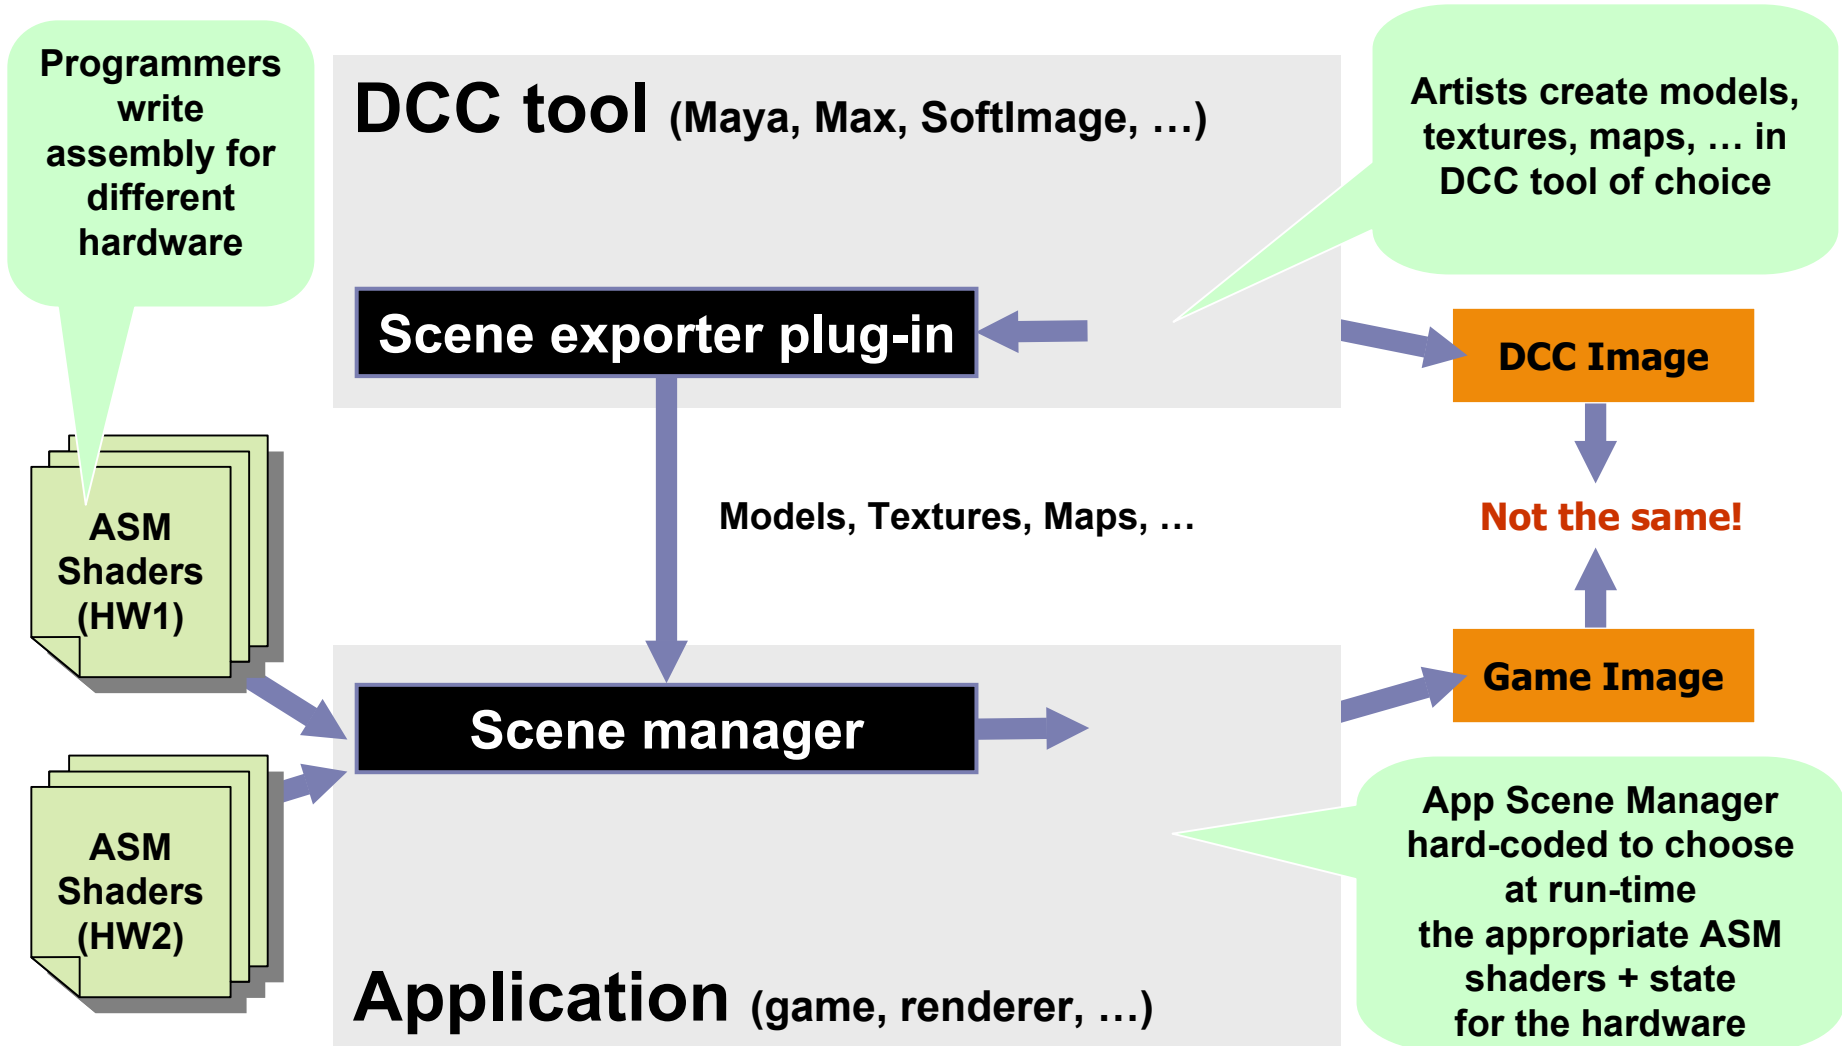 Programmers
write
assembly for
different
hardware
DCC tool (Maya, Max, SoftImage, …)
Artists create models,
textures, maps, … in
DCC tool of choice
Scene exporter plug-in
DCC Image
ASM
Shaders
(HW1)
Models, Textures, Maps, …
Not the same!
Game Image
Scene manager
ASM
Shaders
(HW2)
App Scene Manager
hard-coded to choose
at run-time
the appropriate ASM
shaders + state
for the hardware
Application (game, renderer, …)